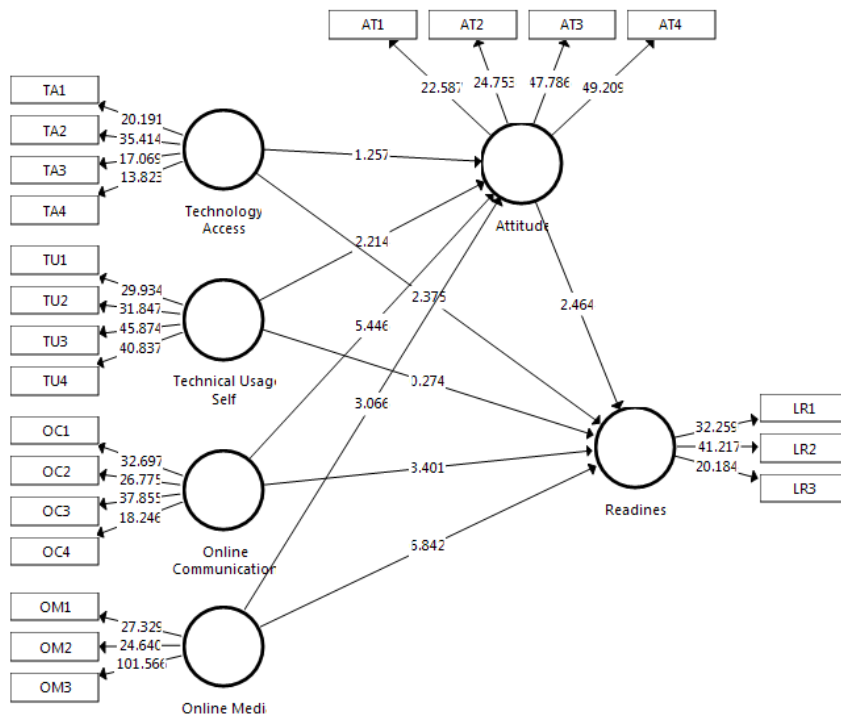 AT1
AT2
AT3
AT4
22.587
24.753
47.786
49.209
TA1
TA2
TA3
TA4
20.191
35.414
17.069
13.823
Technology
Access
1.257
Attitude
TU1
TU2
TU3
TU4
29.934
31.847
45.874
40.837
Technical Usage
Self
2.214
2.375
5.446
0.274
3.066
2.464
OC1
OC2
OC3
OC4
32.697
26.775
37.855
18.246
Online
Communication
3.401
LR1
LR2
LR3
32.259
41.217
20.184
Readines
OM1
OM2
OM3
27.329
24.640
101.566
Online Medi